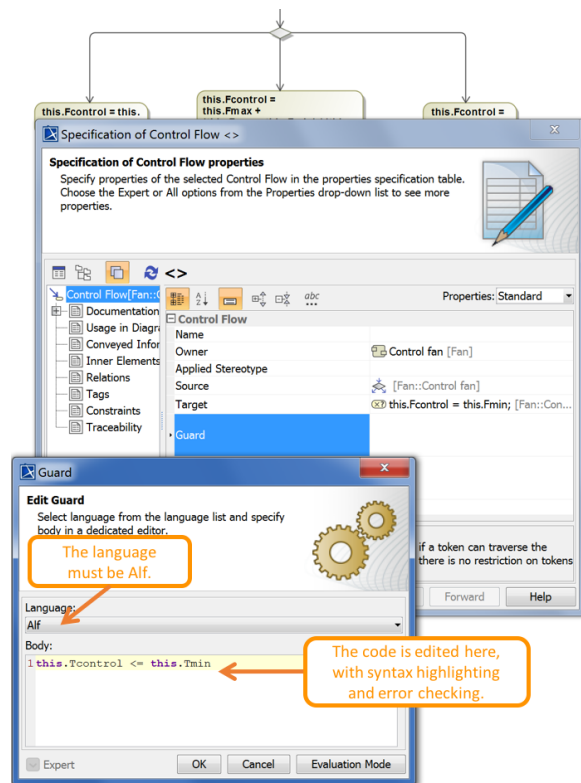 this.Fcontrol = this.
this.Fcontrol =
this.Fmax +
this.Fcontrol =
Specification of Control Flow <>
Specification of Control Flow properties
Specify properties of the selected Control Flow in the properties specification table.
Choose the Expert or All options from the Properties drop-down list to see more
properties.
<>
Control Flow[Fan::C
Documentation
Usage in Diagra
Conveyed Infor
Inner Elements
Relations
Tags
Constraints
Traceability
abc
Properties: Standard
Control Flow
Name
Owner
Control fan [Fan]
Applied Stereotype
Source
[Fan::Control fan]
Target
this.Fcontrol = this.Fmin; [Fan::Con...
Guard
if a token can traverse the
there is no restriction on tokens
Forward
Help
Guard
Edit Guard
Select language from the language list and specify
body in a dedicated editor.
The language
must be Alf.
Language:
Alf
Body:
1 this.Tcontrol <= this.Tmin
The code is edited here,
with syntax highlighting
and error checking.
Expert
OK
Cancel
Evaluation Mode